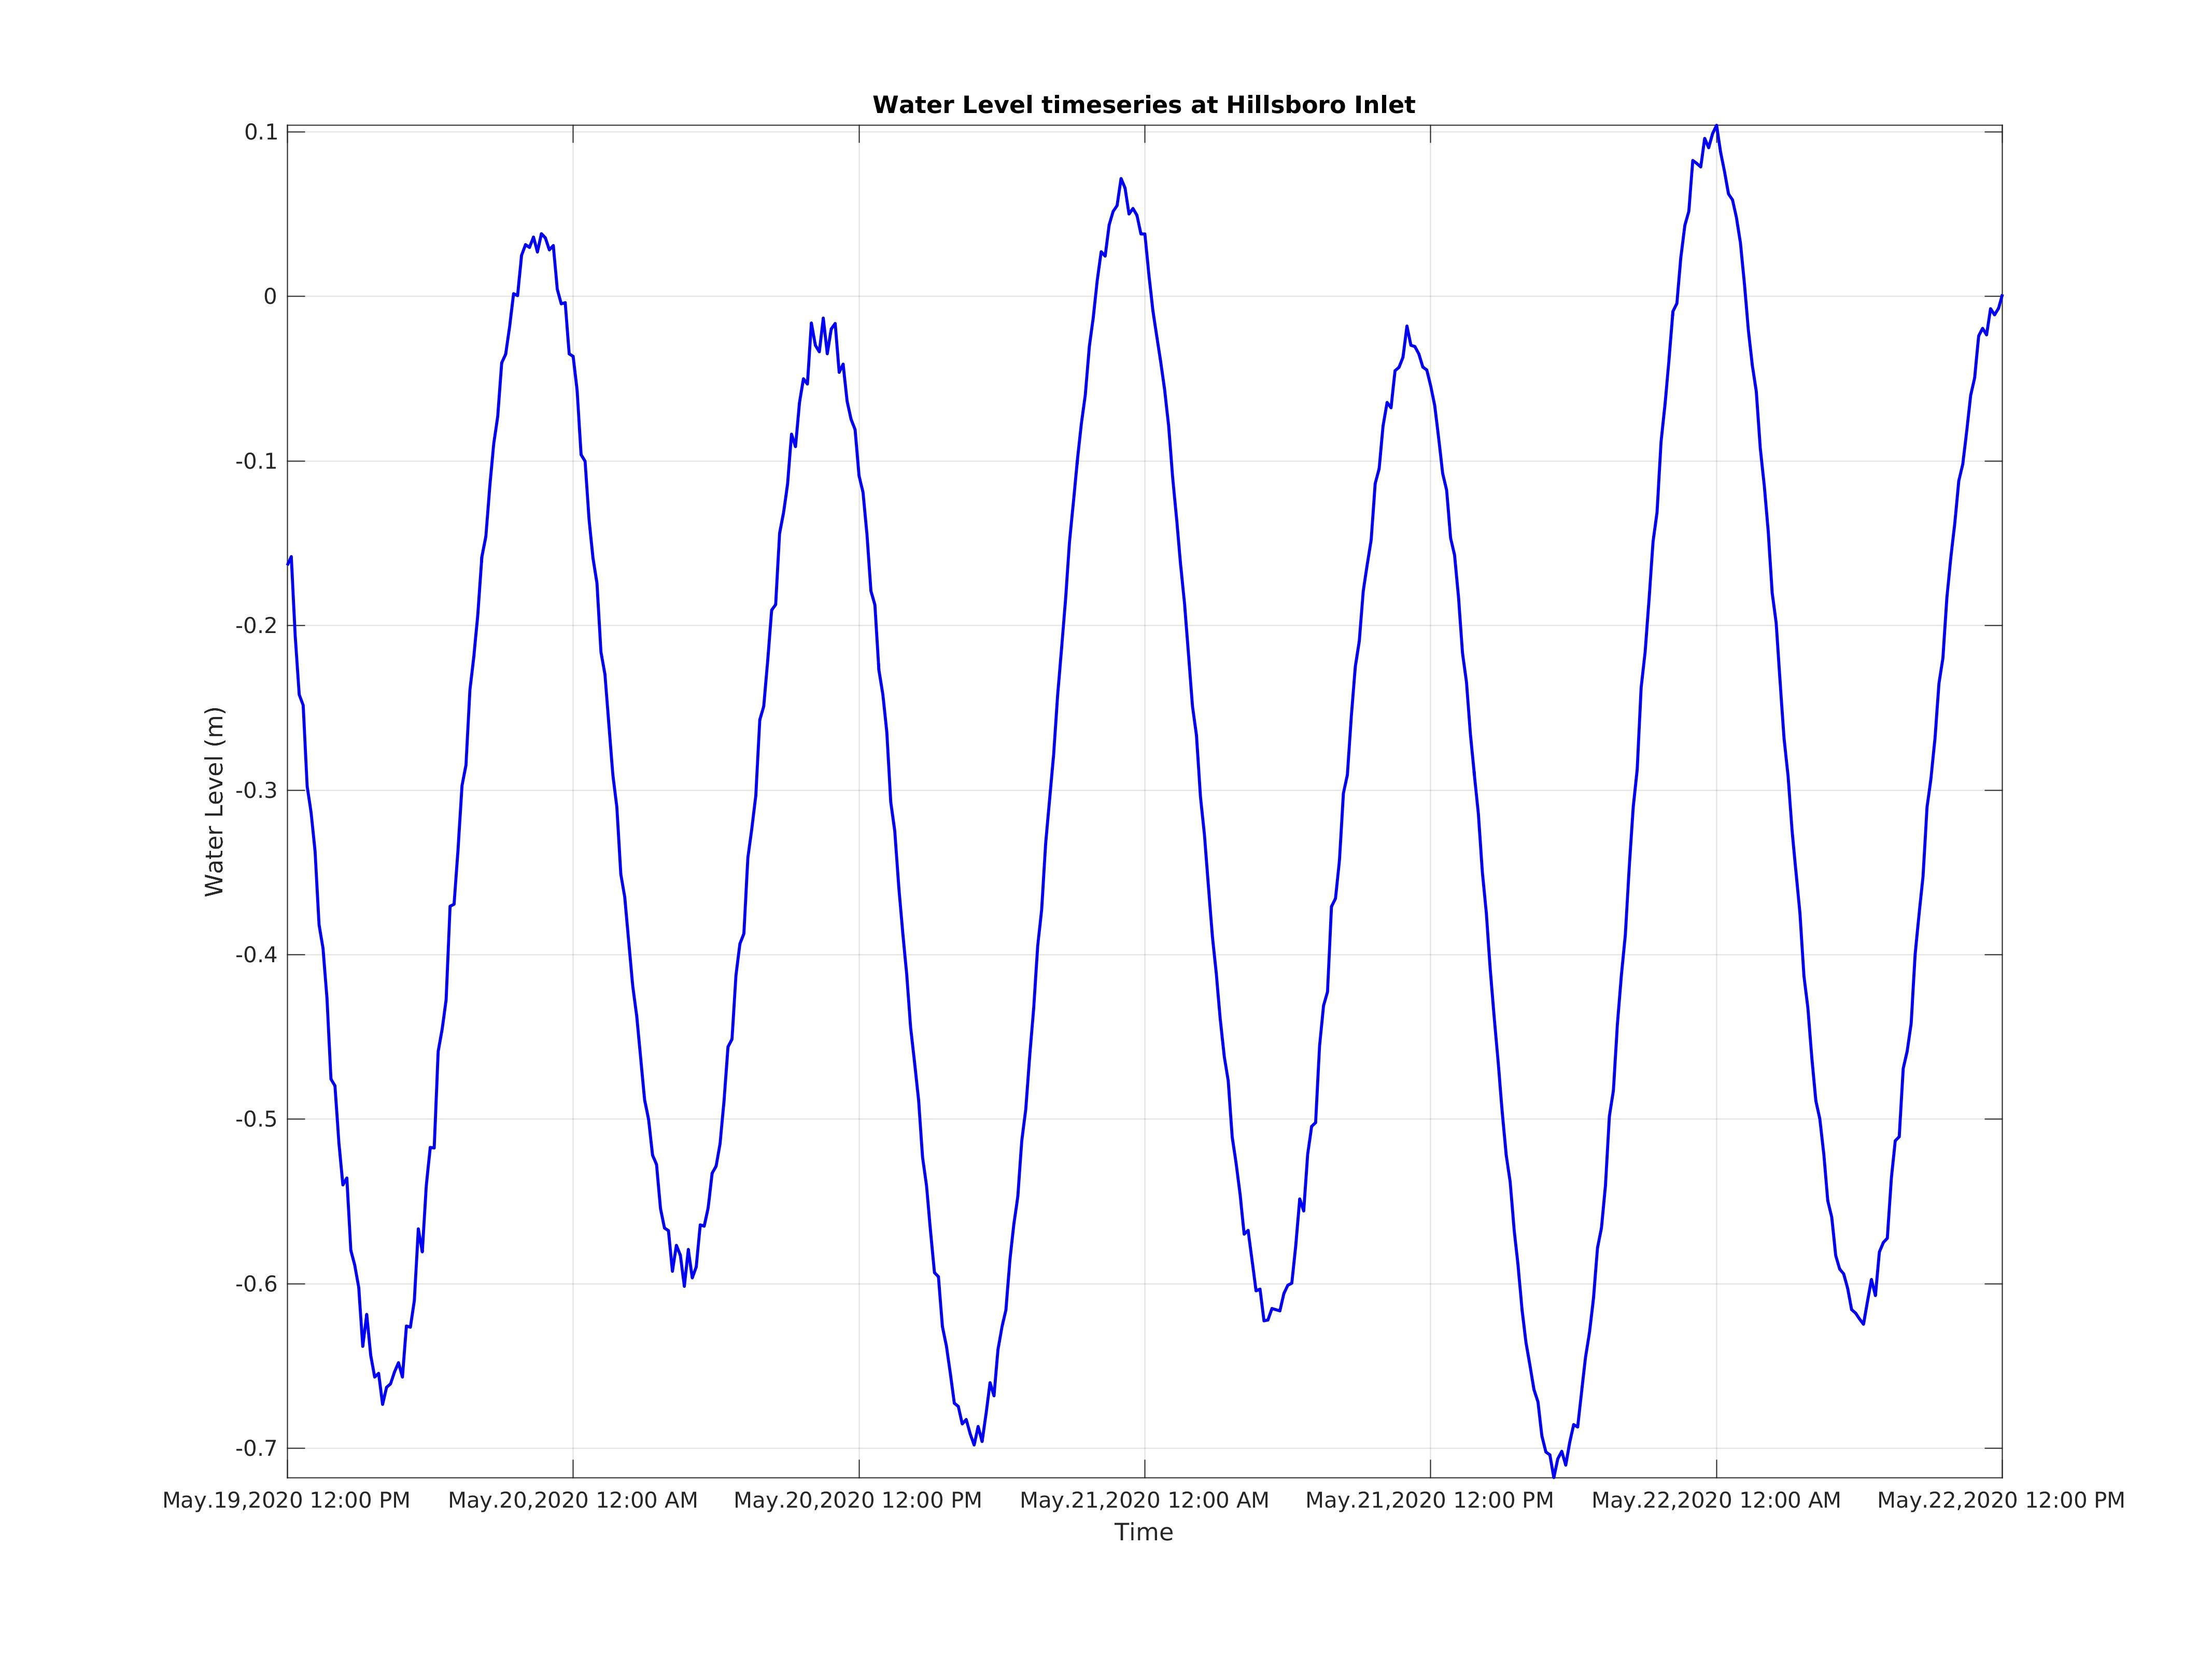 Water Level timeseries at Hillsboro Inlet
0.1
0
-0.1
-0.2
-0.3
-0.4
-0.5
-0.6
-0.7
Water Level (m)
May.19,2020 12:00 PM May.20,2020 12:00 AM May.20,2020 12:00 PM May.21,2020 12:00 AM May.21,2020 12:00 PM May.22,2020 12:00 AM May.22,2020 12:00 PM
Time